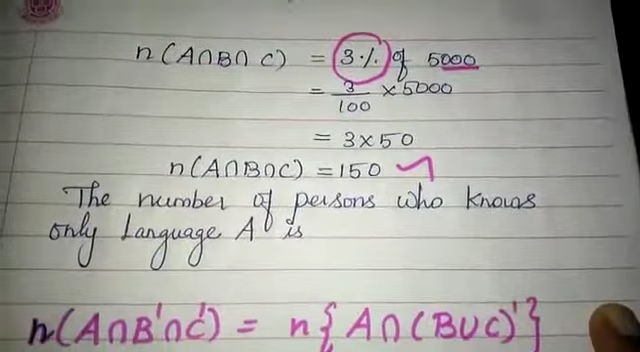 n(A∩B∩C) = 3·/. of 5000
= 3/100 × 5000
= 3×50
n(A∩B∩C) = 150
The number of persons who knows
only Language A is
n(A∩B'∩C') = n{A∩(B∪C)'}